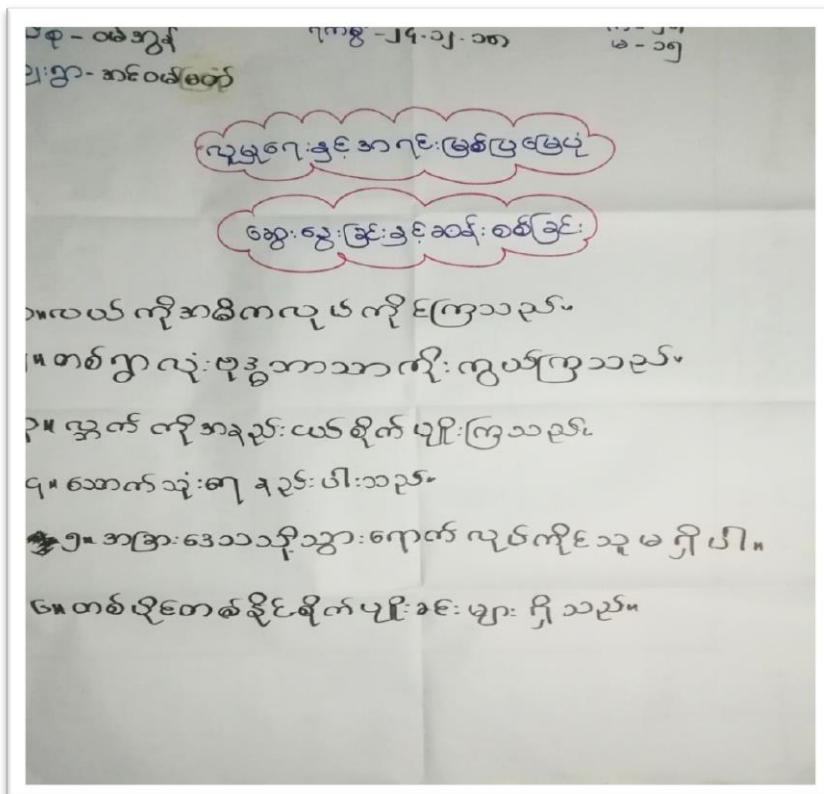 ရက်စွဲ - ၂၄.၁၂.၁၈
မ - ၁၅
လူမှုရေးနှင့်အရင်းမြစ်ပြမြေပုံ
ဆွေးနွေးခြင်းနှင့်ဆန်းစစ်ခြင်း
၁။ လယ် ကိုအဓိကလုပ် ကိုင်ကြသည်။
၂။ တစ်ရွာ လုံး ဗုဒ္ဓဘာသာ ကိုးကွယ်ကြသည်။
၃။ လ္ဘက် ကိုအနည်းငယ်စိုက် ပျိုးကြသည်။
၄။ သောက်သုံးရေ နည်းပါးသည်။
၅။ အခြားဒေသသို့သွားရောက် လုပ်ကိုင်သူ မရှိပါ။
၆။ တစ်ပိုင်တစ်နိုင်စိုက်ပျိုးခင်း များ ရှိသည်။